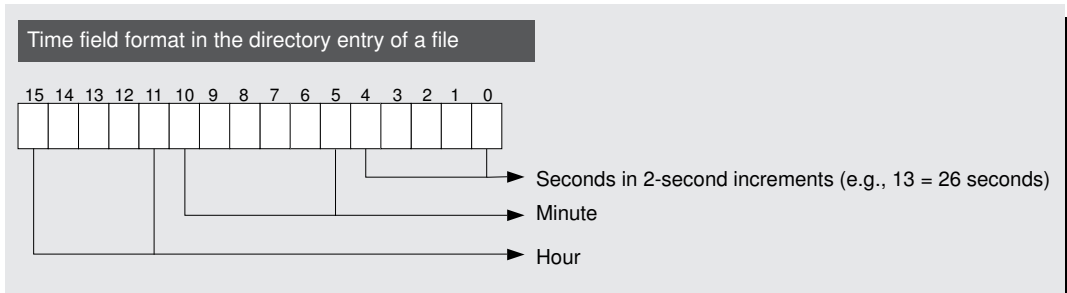 Time field format in the directory entry of a file
15 14 13 12 11 10 9 8 7 6 5 4 3 2 1 0
Seconds in 2-second increments (e.g., 13 = 26 seconds)
Minute
Hour